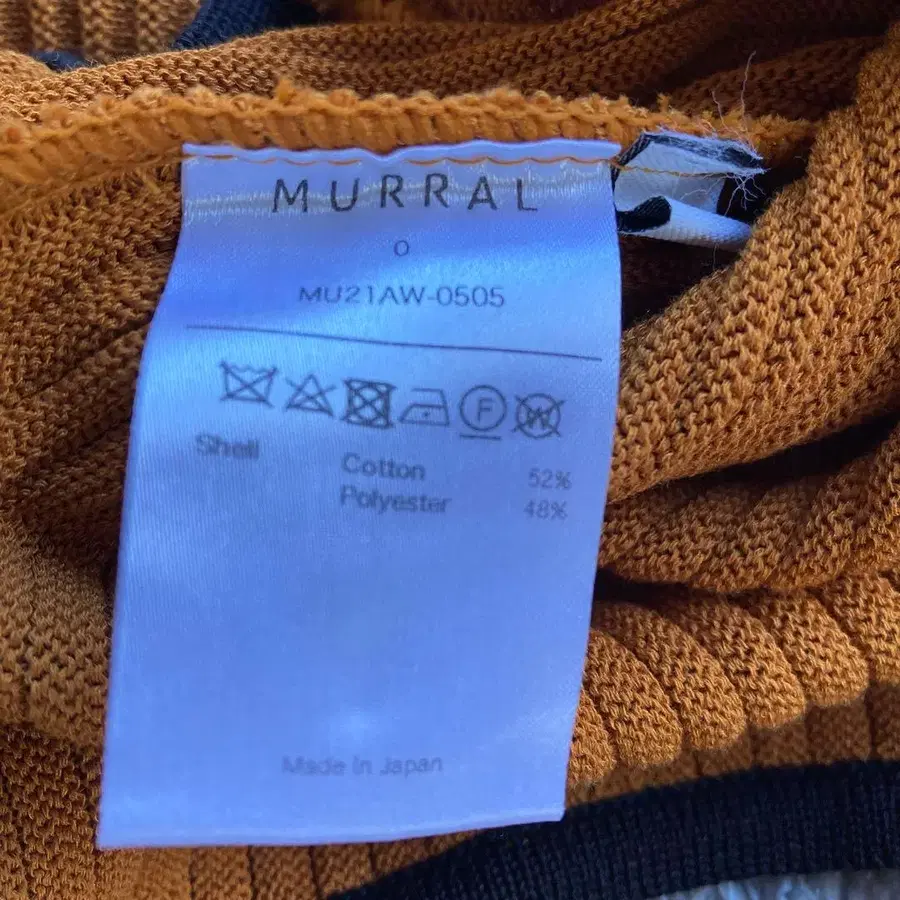 MURRAL
0
MU21AW-0505
F W
Shell
Cotton 52%
Polyester 48%
Made in Japan